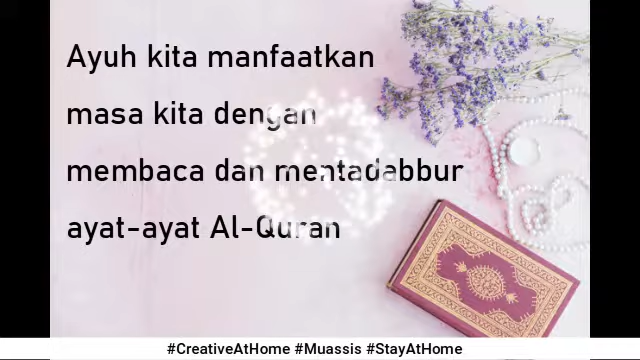 Ayuh kita manfaatkan
masa kita dengan
membaca dan mentadabbur
ayat-ayat Al-Quran
#CreativeAtHome #Muassis #StayAtHome